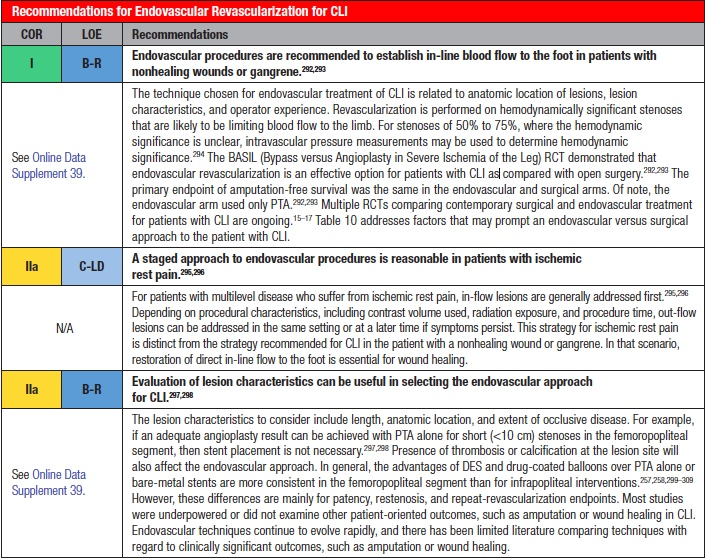 Recommendations for Endovascular Revascularization for CLI
COR LOE Recommendations
I B-R Endovascular procedures are recommended to establish in-line blood flow to the foot in patients with
nonhealing wounds or gangrene.292,293
See Online Data
Supplement 39.
The technique chosen for endovascular treatment of CLI is related to anatomic location of lesions, lesion
characteristics, and operator experience. Revascularization is performed on hemodynamically significant stenoses
that are likely to be limiting blood flow to the limb. For stenoses of 50% to 75%, where the hemodynamic
significance is unclear, intravascular pressure measurements may be used to determine hemodynamic
significance.294 The BASIL (Bypass versus Angioplasty in Severe Ischemia of the Leg) RCT demonstrated that
endovascular revascularization is an effective option for patients with CLI as compared with open surgery.292,293 The
primary endpoint of amputation-free survival was the same in the endovascular and surgical arms. Of note, the
endovascular arm used only PTA.292,293 Multiple RCTs comparing contemporary surgical and endovascular treatment
for patients with CLI are ongoing.15–17 Table 10 addresses factors that may prompt an endovascular versus surgical
approach to the patient with CLI.
IIa C-LD A staged approach to endovascular procedures is reasonable in patients with ischemic
rest pain.295,296
N/A
For patients with multilevel disease who suffer from ischemic rest pain, in-flow lesions are generally addressed first.295,296
Depending on procedural characteristics, including contrast volume used, radiation exposure, and procedure time, out-flow
lesions can be addressed in the same setting or at a later time if symptoms persist. This strategy for ischemic rest pain
is distinct from the strategy recommended for CLI in the patient with a nonhealing wound or gangrene. In that scenario,
restoration of direct in-line flow to the foot is essential for wound healing.
IIa B-R Evaluation of lesion characteristics can be useful in selecting the endovascular approach
for CLI.297,298
See Online Data
Supplement 39.
The lesion characteristics to consider include length, anatomic location, and extent of occlusive disease. For example,
if an adequate angioplasty result can be achieved with PTA alone for short (<10 cm) stenoses in the femoropopliteal
segment, then stent placement is not necessary.297,298 Presence of thrombosis or calcification at the lesion site will
also affect the endovascular approach. In general, the advantages of DES and drug-coated balloons over PTA alone or
bare-metal stents are more consistent in the femoropopliteal segment than for infrapopliteal interventions.257,258,299–309
However, these differences are mainly for patency, restenosis, and repeat-revascularization endpoints. Most studies
were underpowered or did not examine other patient-oriented outcomes, such as amputation or wound healing in CLI.
Endovascular techniques continue to evolve rapidly, and there has been limited literature comparing techniques with
regard to clinically significant outcomes, such as amputation or wound healing.